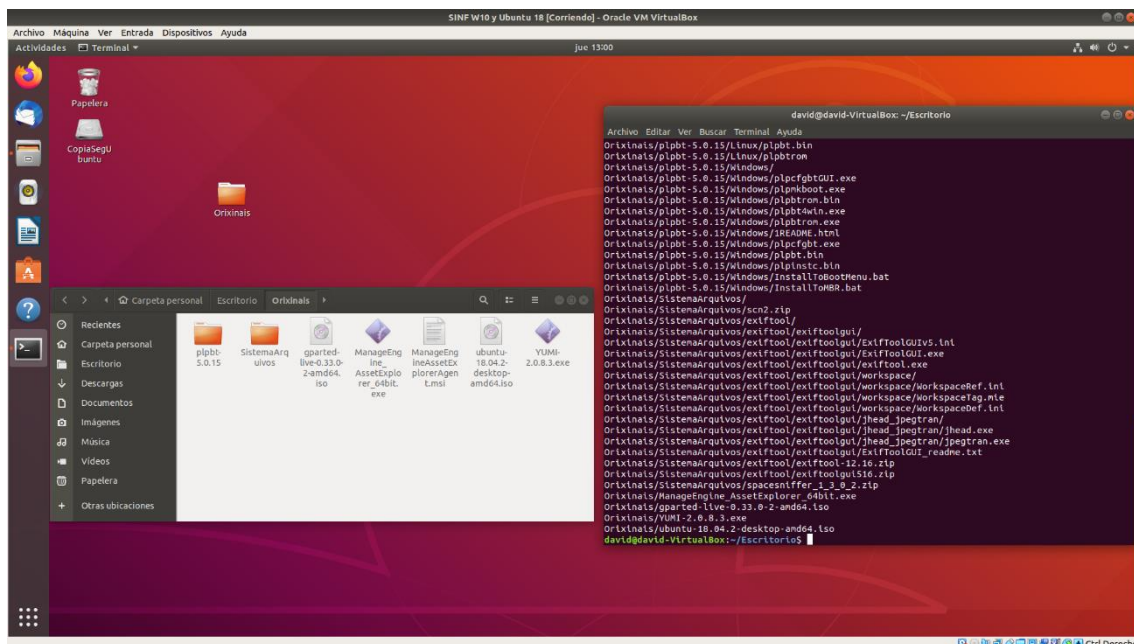 SINF W10 y Ubuntu 18 [Corriendo] - Oracle VM VirtualBox
Archivo Máquina Ver Entrada Dispositivos Ayuda
Actividades Terminal jue 13:00
Papelera
CopiaSegU
buntu
Orixinais
david@david-VirtualBox: ~/Escritorio
Archivo Editar Ver Buscar Terminal Ayuda
Orixinais/plpbt-5.0.15/Linux/plpbt.bin
Orixinais/plpbt-5.0.15/Linux/plpbtrom
Orixinais/plpbt-5.0.15/Windows/
Orixinais/plpbt-5.0.15/Windows/plpcfgbtGUI.exe
Orixinais/plpbt-5.0.15/Windows/plpmkboot.exe
Orixinais/plpbt-5.0.15/Windows/plpbtrom.bin
Orixinais/plpbt-5.0.15/Windows/plpbt4win.exe
Orixinais/plpbt-5.0.15/Windows/plpbtrom.exe
Orixinais/plpbt-5.0.15/Windows/1README.html
Orixinais/plpbt-5.0.15/Windows/plpcfgbt.exe
Orixinais/plpbt-5.0.15/Windows/plpbt.bin
Orixinais/plpbt-5.0.15/Windows/plpinstc.bin
Orixinais/plpbt-5.0.15/Windows/InstallToBootMenu.bat
Orixinais/plpbt-5.0.15/Windows/InstallToMBR.bat
Orixinais/SistemaArquivos/
Orixinais/SistemaArquivos/scn2.zip
Orixinais/SistemaArquivos/exiftool/
Orixinais/SistemaArquivos/exiftool/exiftoolgui/
Orixinais/SistemaArquivos/exiftool/exiftoolgui/ExifToolGUIv5.ini
Orixinais/SistemaArquivos/exiftool/exiftoolgui/ExifToolGUI.exe
Orixinais/SistemaArquivos/exiftool/exiftoolgui/exiftool.exe
Orixinais/SistemaArquivos/exiftool/exiftoolgui/workspace/
Orixinais/SistemaArquivos/exiftool/exiftoolgui/workspace/WorkspaceRef.ini
Orixinais/SistemaArquivos/exiftool/exiftoolgui/workspace/WorkspaceTag.mie
Orixinais/SistemaArquivos/exiftool/exiftoolgui/workspace/WorkspaceDef.ini
Orixinais/SistemaArquivos/exiftool/exiftoolgui/jhead_jpegtran/
Orixinais/SistemaArquivos/exiftool/exiftoolgui/jhead_jpegtran/jhead.exe
Orixinais/SistemaArquivos/exiftool/exiftoolgui/jhead_jpegtran/jpegtran.exe
Orixinais/SistemaArquivos/exiftool/exiftoolgui/ExifToolGUI_readme.txt
Orixinais/SistemaArquivos/exiftool/exiftool-12.16.zip
Orixinais/SistemaArquivos/exiftool/exiftoolgui516.zip
Orixinais/SistemaArquivos/spacesniffer_1_3_0_2.zip
Orixinais/ManageEngine_AssetExplorer_64bit.exe
Orixinais/gparted-live-0.33.0-2-amd64.iso
Orixinais/YUMI-2.0.8.3.exe
Orixinais/ubuntu-18.04.2-desktop-amd64.iso
david@david-VirtualBox:~/Escritorio$
Carpeta personal Escritorio Orixinais
Recientes
Carpeta personal
Escritorio
Descargas
Documentos
Imágenes
Música
Vídeos
Papelera
Otras ubicaciones
plpbt-
5.0.15
SistemaArq
uivos
gparted-
live-0.33.0-
2-amd64.
iso
ManageEng
ine_
AssetExplo
rer_64bit.
exe
ManageEng
ineAssetEx
plorerAgen
t.msi
ubuntu-
18.04.2-
desktop-
amd64.iso
YUMI-
2.0.8.3.exe
Ctrl Derecho